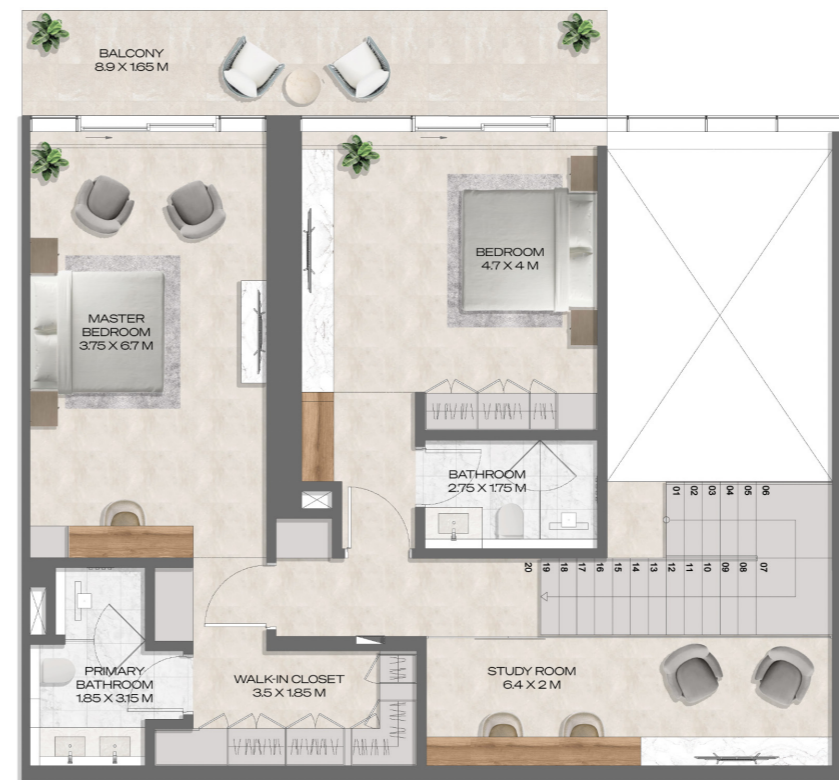 BALCONY
8.9 X 1.65 M
BEDROOM
4.7 X 4 M
MASTER
BEDROOM
3.75 X 6.7 M
BATHROOM
2.75 X 1.75 M
01 02 03 04 05 06
20 19 18 17 16 15 14 13 12 11 10 09 08 07
PRIMARY
BATHROOM
1.85 X 3.15 M
WALK-IN CLOSET
3.5 X 1.85 M
STUDY ROOM
6.4 X 2 M